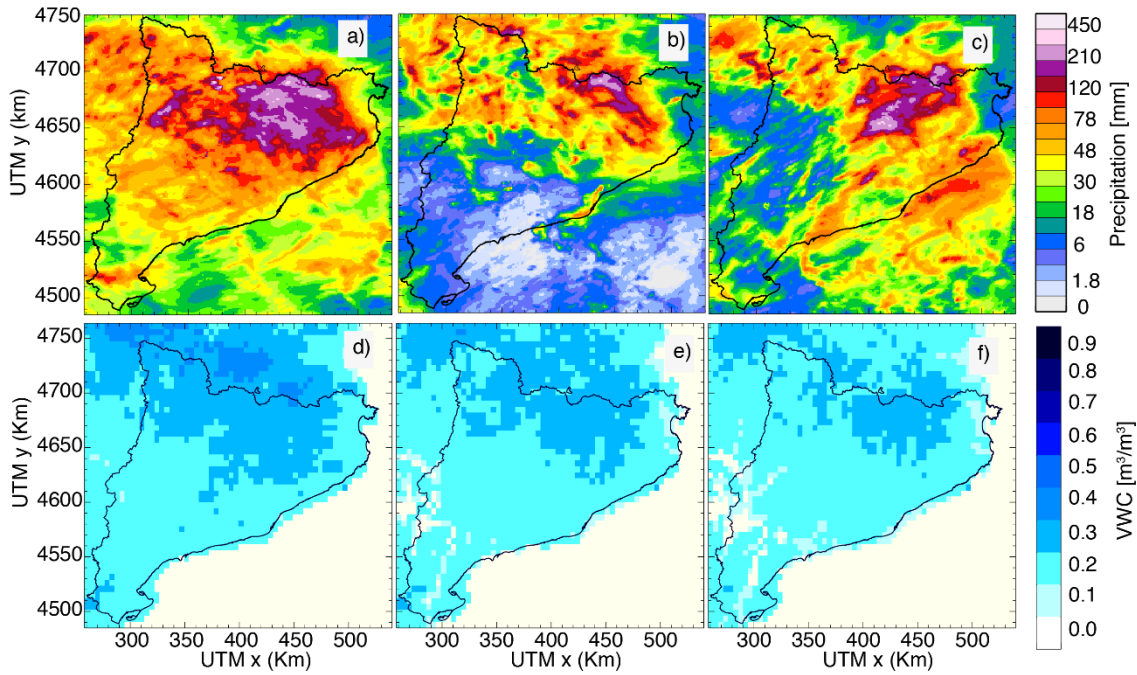 a)
b)
c)
4750
4700
4650
4600
4550
4500
UTM y (km)
450
210
120
78
48
30
18
6
1.8
0
Precipitation [mm]
d)
e)
f)
4750
4700
4650
4600
4550
4500
UTM y (Km)
300 350 400 450 500
300 350 400 450 500
300 350 400 450 500
UTM x (Km)
UTM x (Km)
UTM x (Km)
0.9
0.8
0.7
0.6
0.5
0.4
0.3
0.2
0.1
0.0
VWC [m³/m³]